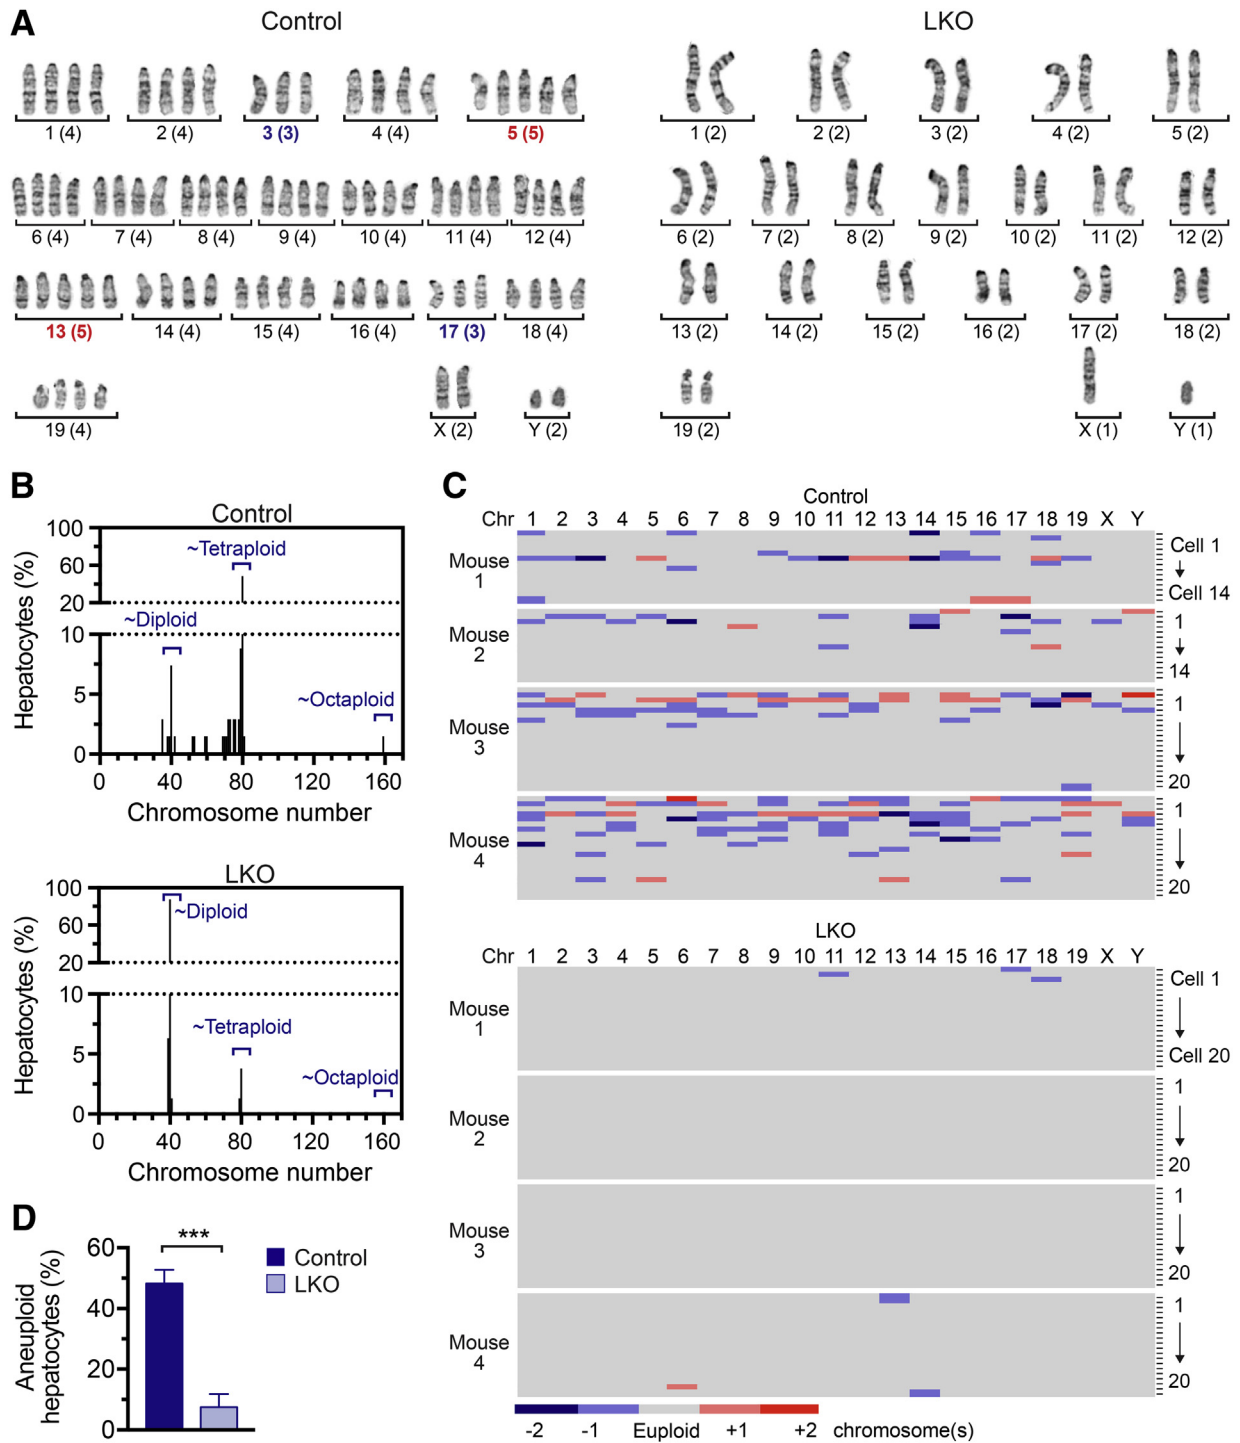 A
Control
LKO
1 (4) 2 (4) 3 (3) 4 (4) 5 (5)
1 (2) 2 (2) 3 (2) 4 (2) 5 (2)
6 (4) 7 (4) 8 (4) 9 (4) 10 (4) 11 (4) 12 (4)
6 (2) 7 (2) 8 (2) 9 (2) 10 (2) 11 (2) 12 (2)
13 (5) 14 (4) 15 (4) 16 (4) 17 (3) 18 (4)
13 (2) 14 (2) 15 (2) 16 (2) 17 (2) 18 (2)
19 (4) X (2) Y (2)
19 (2) X (1) Y (1)
B
Control
100
60
20
10
5
0
~Tetraploid
~Diploid
~Octaploid
Hepatocytes (%)
0 40 80 120 160
Chromosome number
LKO
100
60
20
10
5
0
~Diploid
~Tetraploid
~Octaploid
Hepatocytes (%)
0 40 80 120 160
Chromosome number
C
Control
Chr 1 2 3 4 5 6 7 8 9 10 11 12 13 14 15 16 17 18 19 X Y
Mouse
1
Cell 1
Cell 14
Mouse
2
1
14
Mouse
3
1
20
Mouse
4
1
20
LKO
Chr 1 2 3 4 5 6 7 8 9 10 11 12 13 14 15 16 17 18 19 X Y
Mouse
1
Cell 1
Cell 20
Mouse
2
1
20
Mouse
3
1
20
Mouse
4
1
20
-2 -1 Euploid +1 +2 chromosome(s)
D
Aneuploid
hepatocytes (%)
60
40
20
0
***
Control
LKO